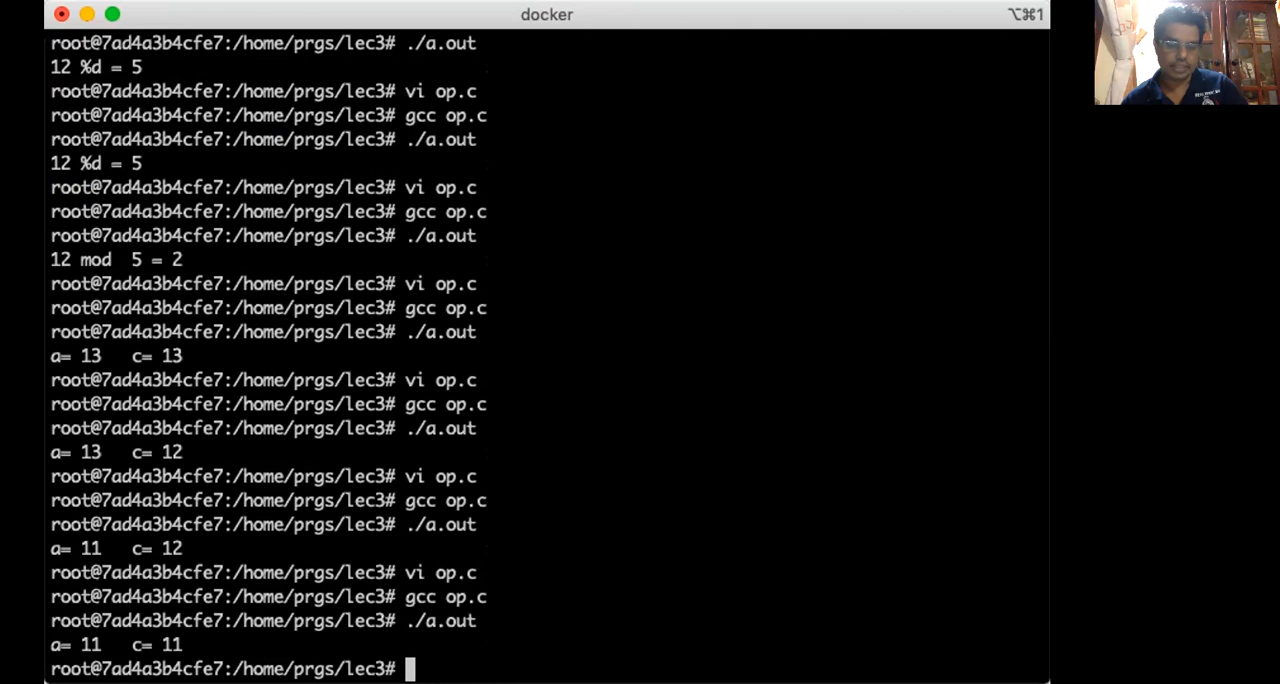 docker
⌥⌘1
root@7ad4a3b4cfe7:/home/prgs/lec3# ./a.out
12 %d = 5
root@7ad4a3b4cfe7:/home/prgs/lec3# vi op.c
root@7ad4a3b4cfe7:/home/prgs/lec3# gcc op.c
root@7ad4a3b4cfe7:/home/prgs/lec3# ./a.out
12 %d = 5
root@7ad4a3b4cfe7:/home/prgs/lec3# vi op.c
root@7ad4a3b4cfe7:/home/prgs/lec3# gcc op.c
root@7ad4a3b4cfe7:/home/prgs/lec3# ./a.out
12 mod  5 = 2
root@7ad4a3b4cfe7:/home/prgs/lec3# vi op.c
root@7ad4a3b4cfe7:/home/prgs/lec3# gcc op.c
root@7ad4a3b4cfe7:/home/prgs/lec3# ./a.out
a= 13   c= 13
root@7ad4a3b4cfe7:/home/prgs/lec3# vi op.c
root@7ad4a3b4cfe7:/home/prgs/lec3# gcc op.c
root@7ad4a3b4cfe7:/home/prgs/lec3# ./a.out
a= 13   c= 12
root@7ad4a3b4cfe7:/home/prgs/lec3# vi op.c
root@7ad4a3b4cfe7:/home/prgs/lec3# gcc op.c
root@7ad4a3b4cfe7:/home/prgs/lec3# ./a.out
a= 11   c= 12
root@7ad4a3b4cfe7:/home/prgs/lec3# vi op.c
root@7ad4a3b4cfe7:/home/prgs/lec3# gcc op.c
root@7ad4a3b4cfe7:/home/prgs/lec3# ./a.out
a= 11   c= 11
root@7ad4a3b4cfe7:/home/prgs/lec3#